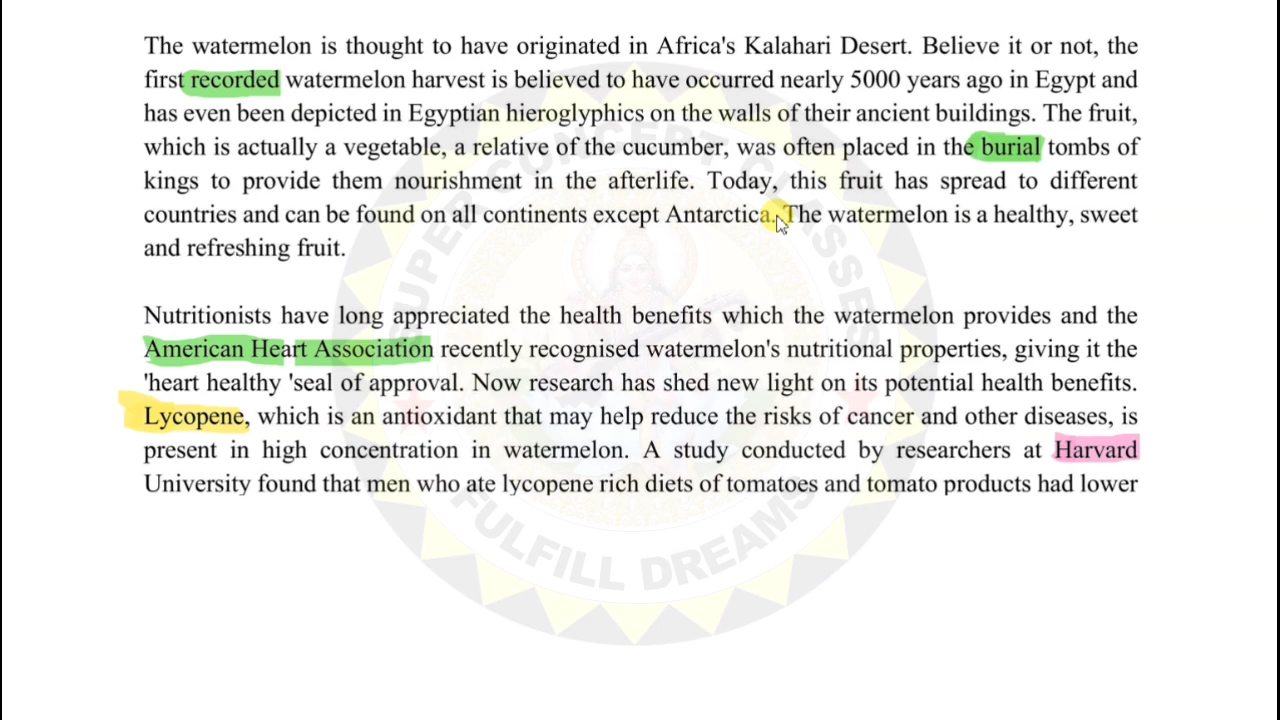 The watermelon is thought to have originated in Africa's Kalahari Desert. Believe it or not, the
first recorded watermelon harvest is believed to have occurred nearly 5000 years ago in Egypt and
has even been depicted in Egyptian hieroglyphics on the walls of their ancient buildings. The fruit,
which is actually a vegetable, a relative of the cucumber, was often placed in the burial tombs of
kings to provide them nourishment in the afterlife. Today, this fruit has spread to different
countries and can be found on all continents except Antarctica. The watermelon is a healthy, sweet
and refreshing fruit.
Nutritionists have long appreciated the health benefits which the watermelon provides and the
American Heart Association recently recognised watermelon's nutritional properties, giving it the
'heart healthy 'seal of approval. Now research has shed new light on its potential health benefits.
Lycopene, which is an antioxidant that may help reduce the risks of cancer and other diseases, is
present in high concentration in watermelon. A study conducted by researchers at Harvard
University found that men who ate lycopene rich diets of tomatoes and tomato products had lower
SUPER CONCEPT CLASSES
FULFILL DREAMS